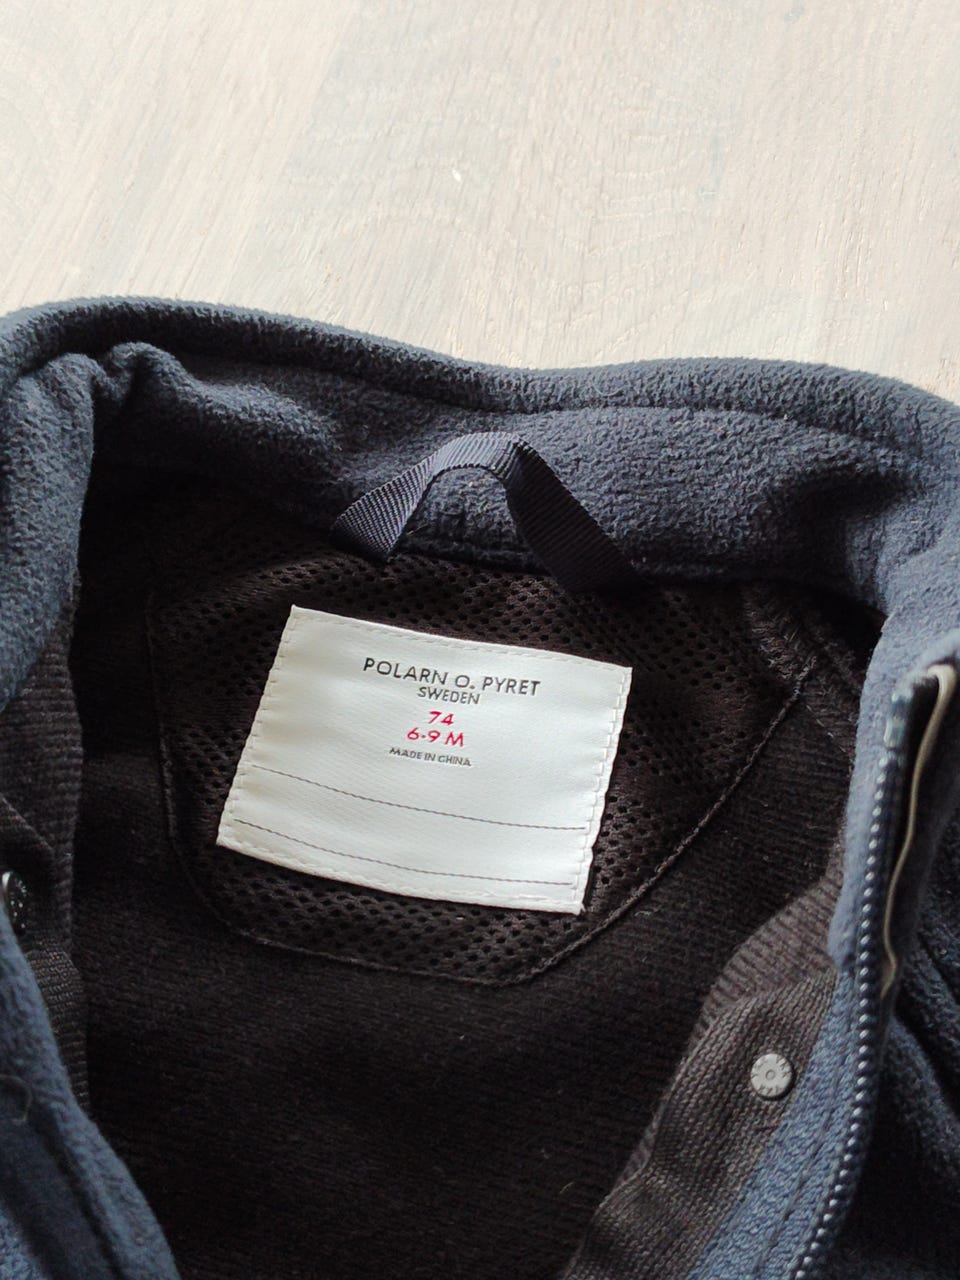 POLARN O. PYRET
SWEDEN
74
6-9 M
MADE IN CHINA